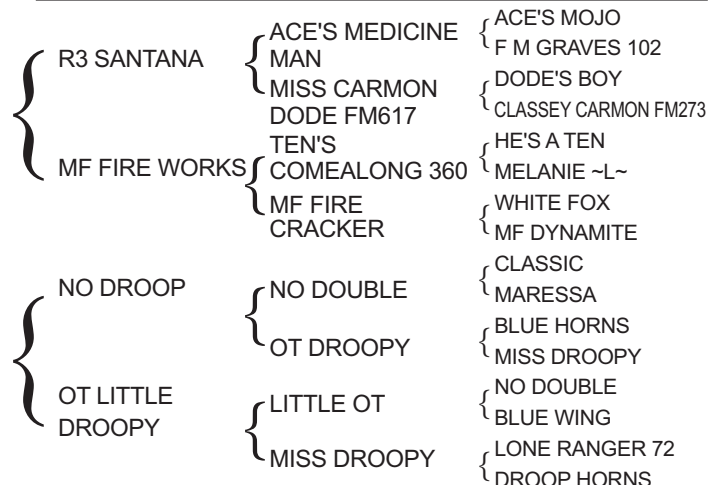 R3 SANTANA
ACE'S MEDICINE
MAN
ACE'S MOJO
F M GRAVES 102
MISS CARMON
DODE FM617
DODE'S BOY
CLASSEY CARMON FM273
MF FIRE WORKS
TEN'S
COMEALONG 360
HE'S A TEN
MELANIE ~L~
MF FIRE
CRACKER
WHITE FOX
MF DYNAMITE
NO DROOP
NO DOUBLE
CLASSIC
MARESSA
OT DROOPY
BLUE HORNS
MISS DROOPY
OT LITTLE
DROOPY
LITTLE OT
NO DOUBLE
BLUE WING
MISS DROOPY
LONE RANGER 72
DROOP HORNS